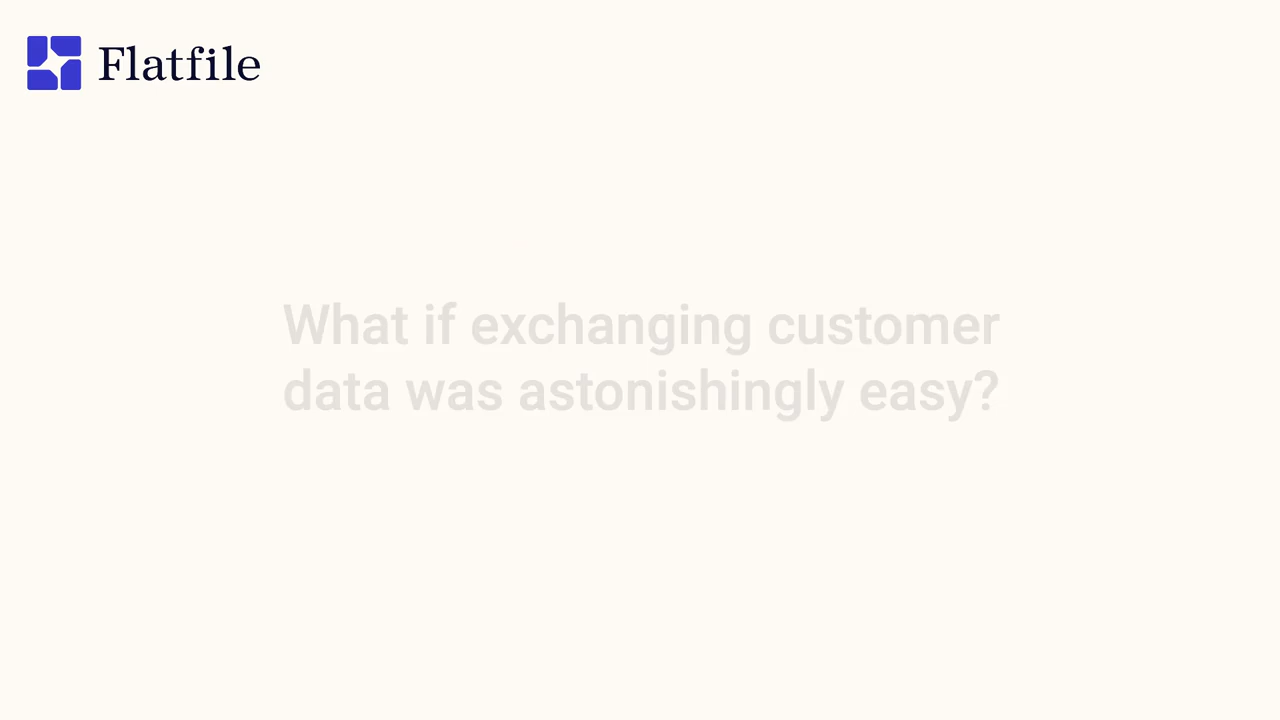 Flatfile
What if exchanging customer
data was astonishingly easy?